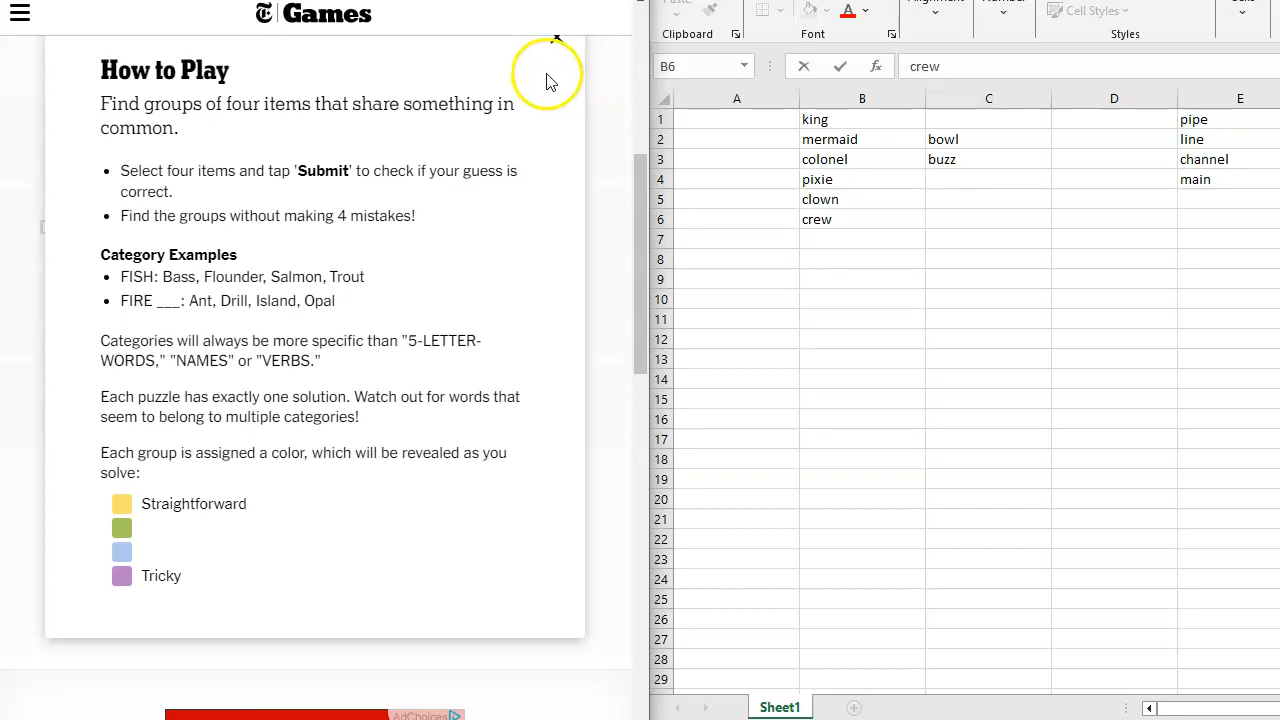 Games
How to Play
Find groups of four items that share something in
common.
Select four items and tap 'Submit' to check if your guess is
correct.
Find the groups without making 4 mistakes!
Category Examples
FISH: Bass, Flounder, Salmon, Trout
FIRE ___: Ant, Drill, Island, Opal
Categories will always be more specific than "5-LETTER-
WORDS," "NAMES" or "VERBS."
Each puzzle has exactly one solution. Watch out for words that
seem to belong to multiple categories!
Each group is assigned a color, which will be revealed as you
solve:
Straightforward
Tricky
AdChoices
Cell Styles
Clipboard
Font
Styles
B6
fx
crew
A B C D E
1 king pipe
2 mermaid bowl line
3 colonel buzz channel
4 pixie main
5 clown
6 crew
7
8
9
10
11
12
13
14
15
16
17
18
19
20
21
22
23
24
25
26
27
28
29
Sheet1